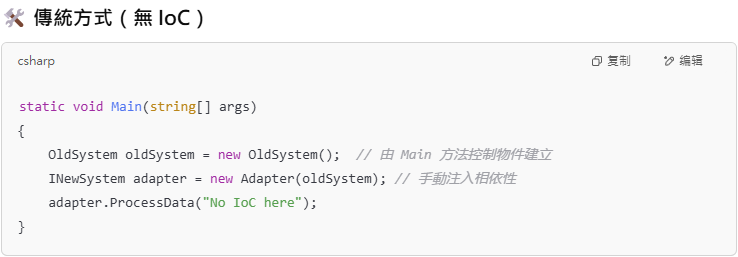 🛠 傳統方式（無 IoC）
csharp 复制 编辑
static void Main(string[] args)
{
    OldSystem oldSystem = new OldSystem();  // 由 Main 方法控制物件建立
    INewSystem adapter = new Adapter(oldSystem); // 手動注入相依性
    adapter.ProcessData("No IoC here");
}